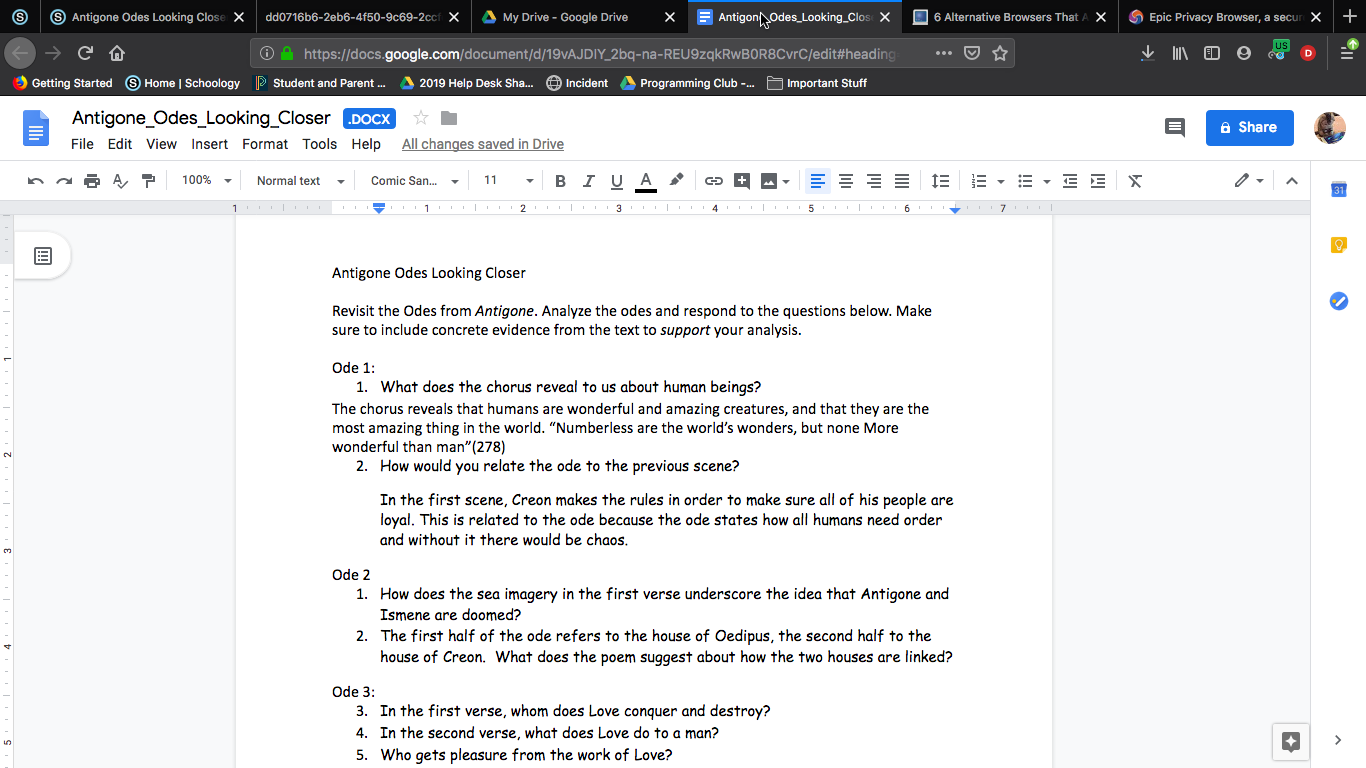 Antigone Odes Looking Close
dd0716b6-2eb6-4f50-9c69-2cc
My Drive - Google Drive
Antigone_Odes_Looking_Clos
6 Alternative Browsers That A
Epic Privacy Browser, a secur
https://docs.google.com/document/d/19vAJDIY_2bq-na-REU9zqkRwB0R8CvrC/edit#heading
US
D
Getting Started
Home | Schoology
Student and Parent ...
2019 Help Desk Sha...
Incident
Programming Club -...
Important Stuff
Antigone_Odes_Looking_Closer .DOCX
Share
File Edit View Insert Format Tools Help All changes saved in Drive
100% Normal text Comic San... 11 B I U A
31
1 1 2 3 4 5 6 7
Antigone Odes Looking Closer
Revisit the Odes from Antigone. Analyze the odes and respond to the questions below. Make
sure to include concrete evidence from the text to support your analysis.
Ode 1:
1. What does the chorus reveal to us about human beings?
The chorus reveals that humans are wonderful and amazing creatures, and that they are the
most amazing thing in the world. “Numberless are the world’s wonders, but none More
wonderful than man”(278)
2. How would you relate the ode to the previous scene?
In the first scene, Creon makes the rules in order to make sure all of his people are
loyal. This is related to the ode because the ode states how all humans need order
and without it there would be chaos.
Ode 2
1. How does the sea imagery in the first verse underscore the idea that Antigone and
Ismene are doomed?
2. The first half of the ode refers to the house of Oedipus, the second half to the
house of Creon. What does the poem suggest about how the two houses are linked?
Ode 3:
3. In the first verse, whom does Love conquer and destroy?
4. In the second verse, what does Love do to a man?
5. Who gets pleasure from the work of Love?
1
2
3
4
5